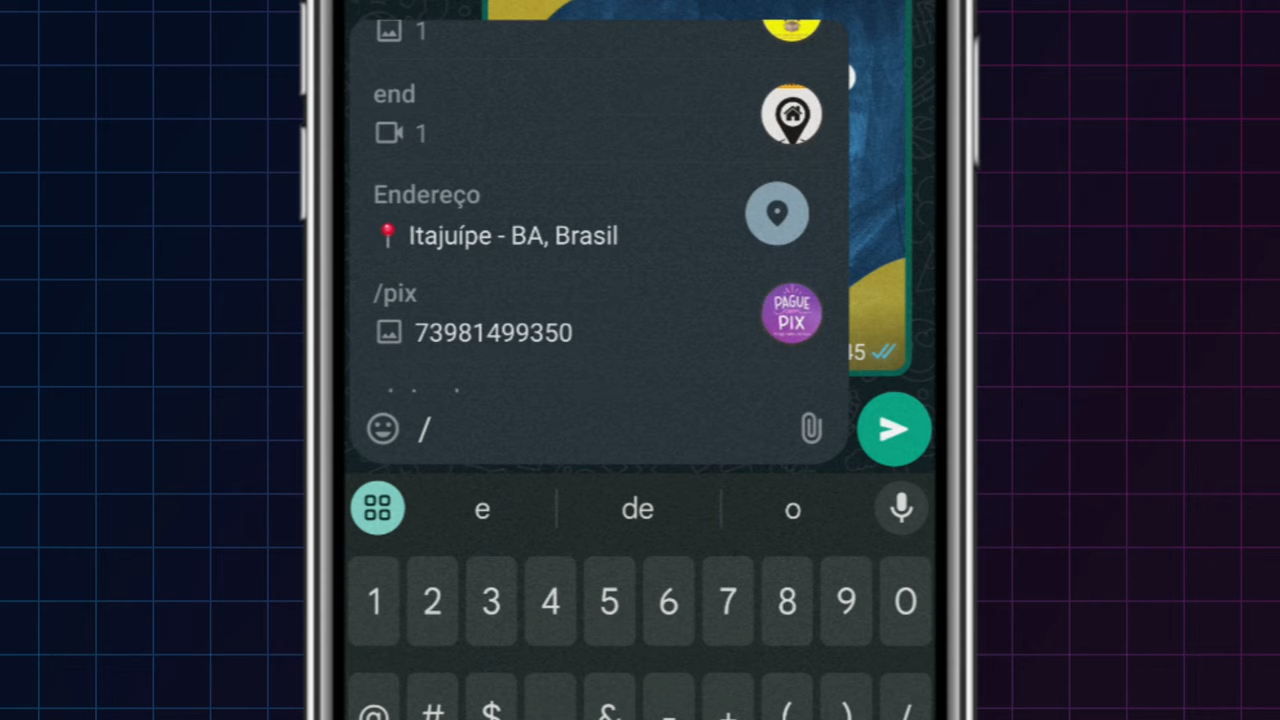 1
end
1
Endereço
📍 Itajuípe - BA, Brasil
/pix
73981499350
PAGUE
PIX
45
/
e de o
1 2 3 4 5 6 7 8 9 0
@ # $ & - + ( ) /